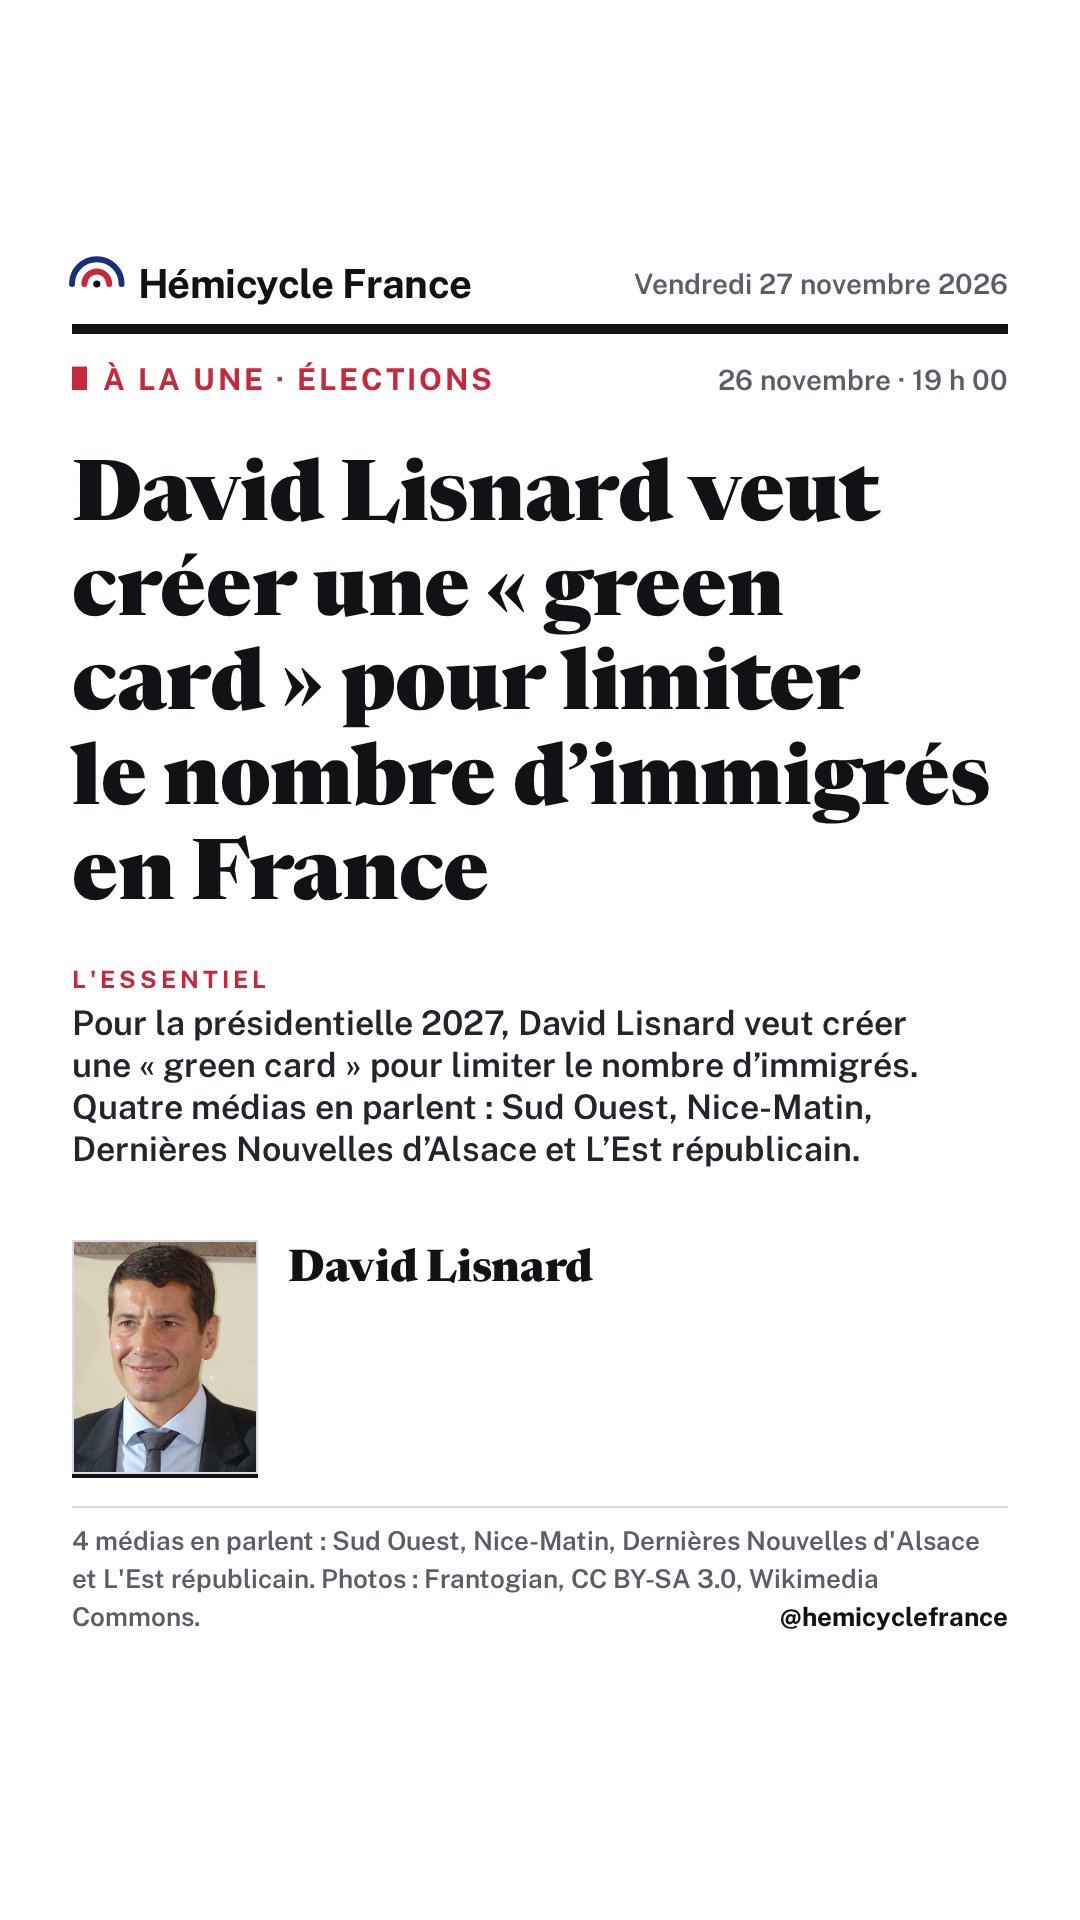 Hémicycle France
Vendredi 27 novembre 2026
À LA UNE · ÉLECTIONS
26 novembre · 19 h 00
David Lisnard veut
créer une « green
card » pour limiter
le nombre d’immigrés
en France
L'ESSENTIEL
Pour la présidentielle 2027, David Lisnard veut créer
une « green card » pour limiter le nombre d’immigrés.
Quatre médias en parlent : Sud Ouest, Nice-Matin,
Dernières Nouvelles d’Alsace et L’Est républicain.
David Lisnard
4 médias en parlent : Sud Ouest, Nice-Matin, Dernières Nouvelles d'Alsace
et L'Est républicain. Photos : Frantogian, CC BY-SA 3.0, Wikimedia
Commons.
@hemicyclefrance